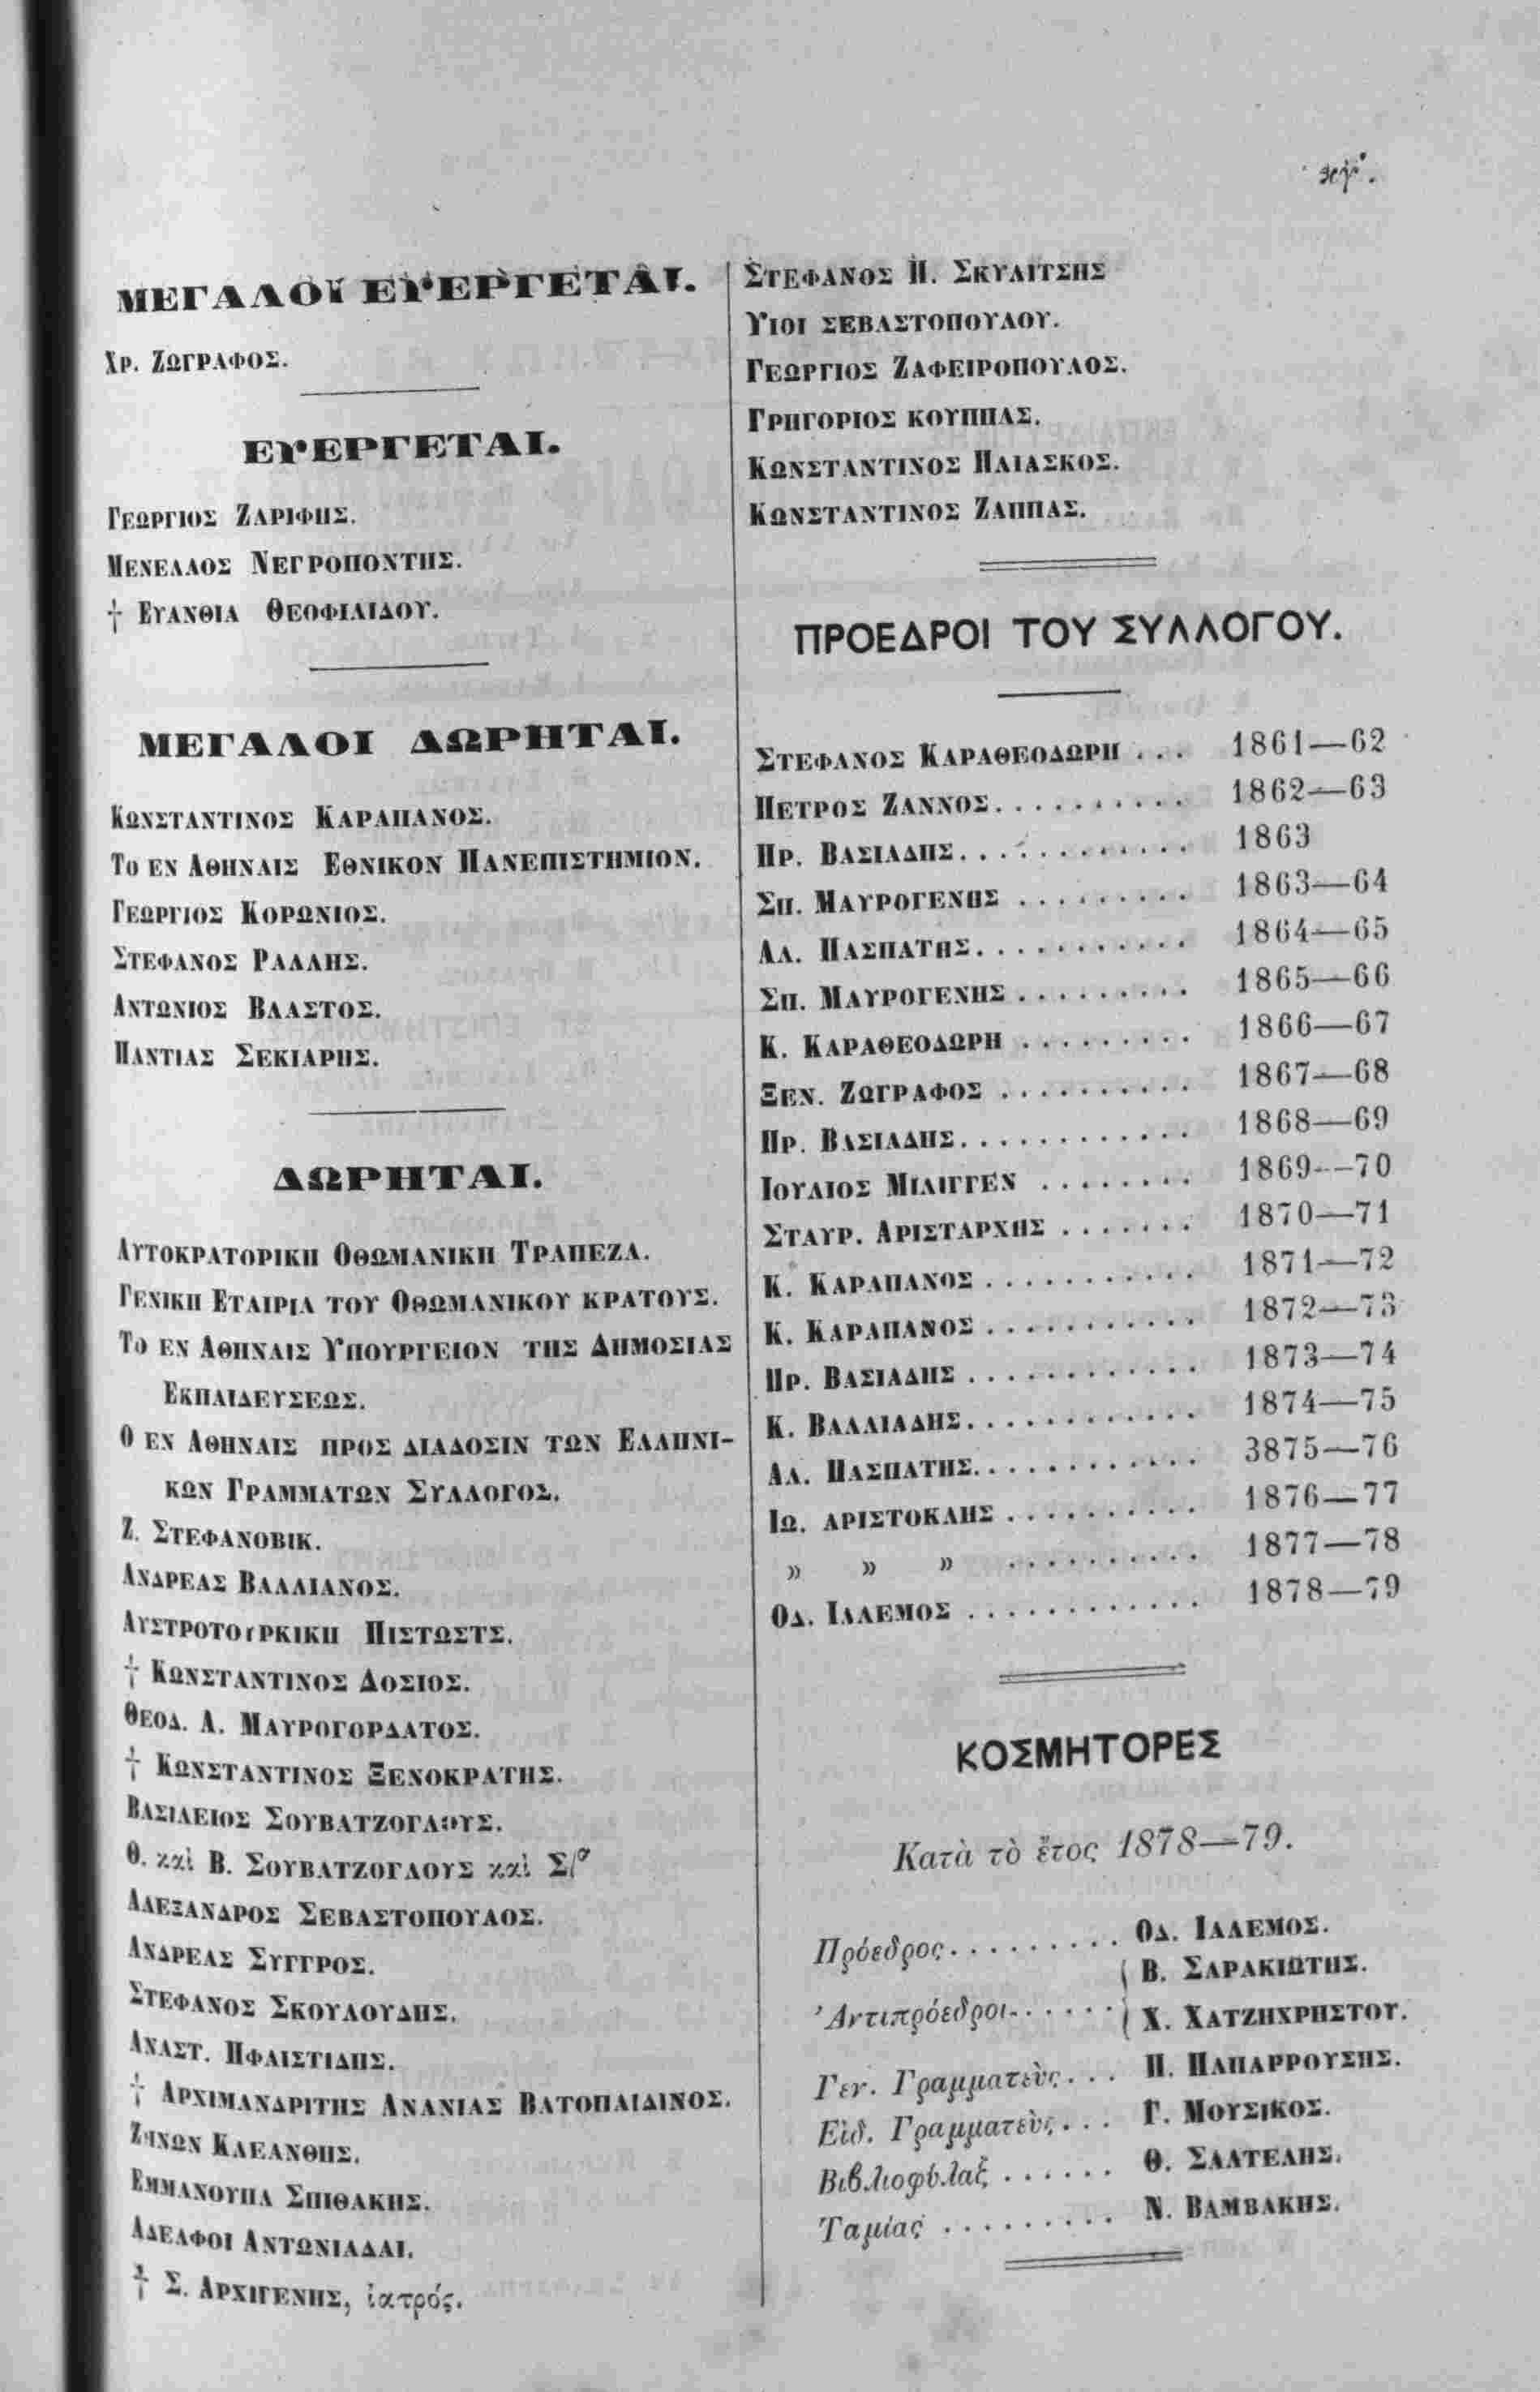 ΜΕΓΑΛΟΙ ΕΥΕΡΓΕΤΑΙ.
Χρ. Ζωγραφος.
ΕΥΕΡΓΕΤΑΙ.
Γεωργιος Ζαριφης.
Μενελαος Νεγροποντης.
† Ευανθια Θεοφιλιδου.
ΜΕΓΑΛΟΙ ΔΩΡΗΤΑΙ.
Κωνσταντινος Καραπανος.
Το εν Αθηναις Εθνικον Πανεπιστημιον.
Γεωργιος Κορωνιος.
Στεφανος Ραλλης.
Αντωνιος Βλαστος.
Παντιας Σεκιαρης.
ΔΩΡΗΤΑΙ.
Αυτοκρατορικη Οθωμανικη Τραπεζα.
Γενικη Εταιρια του Οθωμανικου κρατους.
Το εν Αθηναις Υπουργειον της Δημοσιας
Εκπαιδευσεως.
Ο εν Αθηναις προς διαδοσιν των Ελληνι-
κων Γραμματων Συλλογος.
Ζ. Στεφανοβικ.
Ανδρεας Βαλλιανος.
Αυστροτουρκικη Πιστωστς.
† Κωνσταντινος Δοσιος.
Θεοδ. Α. Μαυρογορδατος.
† Κωνσταντινος Ξενοκρατης.
Βασιλειος Σουβατζογλους.
Θ. καὶ Β. Σουβατζογλους καὶ Σ/α
Αλεξανδρος Σεβαστοπουλος.
Ανδρεας Συγγρος.
Στεφανος Σκουλουδης.
Αναστ. Ηφαιστιδης.
† Αρχιμανδριτης Ανανιας Βατοπαιδινος.
Ζηνων Κλεανθης.
Εμμανουηλ Σπιθακης.
Αδελφοι Αντωνιαδαι.
† Σ. Αρχιγενης, ἰατρός.
Στεφανος Π. Σκυλιτσης
Υιοι σεβαστοπουλου.
Γεωργιος Ζαφειροπουλος.
Γρηγοριος κουππας.
Κωνσταντινος Ηλιασκος.
Κωνσταντινος Ζαππας.
ΠΡΟΕΔΡΟΙ ΤΟΥ ΣΥΛΛΟΓΟΥ.
Στεφανος Καραθεοδωρη . . . 1861—62
Πετρος Ζαννος. . . . . . . . . . 1862—63
Ηρ. Βασιαδης. . . . . . . . . . . . 1863
Σπ. Μαυρογενης . . . . . . . . . 1863—64
Αλ. Πασπατης. . . . . . . . . . . 1864—65
Σπ. Μαυρογενης . . . . . . . . . 1865—66
Κ. Καραθεοδωρη . . . . . . . . . 1866—67
Ξεν. Ζωγραφος . . . . . . . . . . 1867—68
Ηρ. Βασιαδης. . . . . . . . . . . . 1868—69
Ιουλιος Μιλιγγεν . . . . . . . . 1869—70
Σταυρ. Αρισταρχης . . . . . . . 1870—71
Κ. Καραπανος . . . . . . . . . . . 1871—72
Κ. Καραπανος . . . . . . . . . . . 1872—73
Ηρ. Βασιαδης . . . . . . . . . . . . 1873—74
Κ. Βαλλιαδης. . . . . . . . . . . . 1874—75
Αλ. Πασπατης. . . . . . . . . . . . 3875—76
Ιω. αριστοκλης . . . . . . . . . . 1876—77
» » » . . . . . . . . . . 1877—78
Οδ. Ιαλεμος . . . . . . . . . . . . 1878—79
ΚΟΣΜΗΤΟΡΕΣ
Κατὰ τὸ ἔτος 1878—79.
Πρόεδρος. . . . . . . . . . Οδ. Ιαλεμος.
Ἀντιπρόεδροι. . . . . . { Β. Σαρακιωτης.
Χ. Χατζηχρηστου.
Γεν. Γραμματεὺς. . . Π. Παπαρρουσης.
Εἰδ. Γραμματεὺς. . . Γ. Μουσικος.
Βιβλιοφύλαξ . . . . . . Θ. Σαλτελης.
Ταμίας . . . . . . . . . Ν. Βαμβακης.